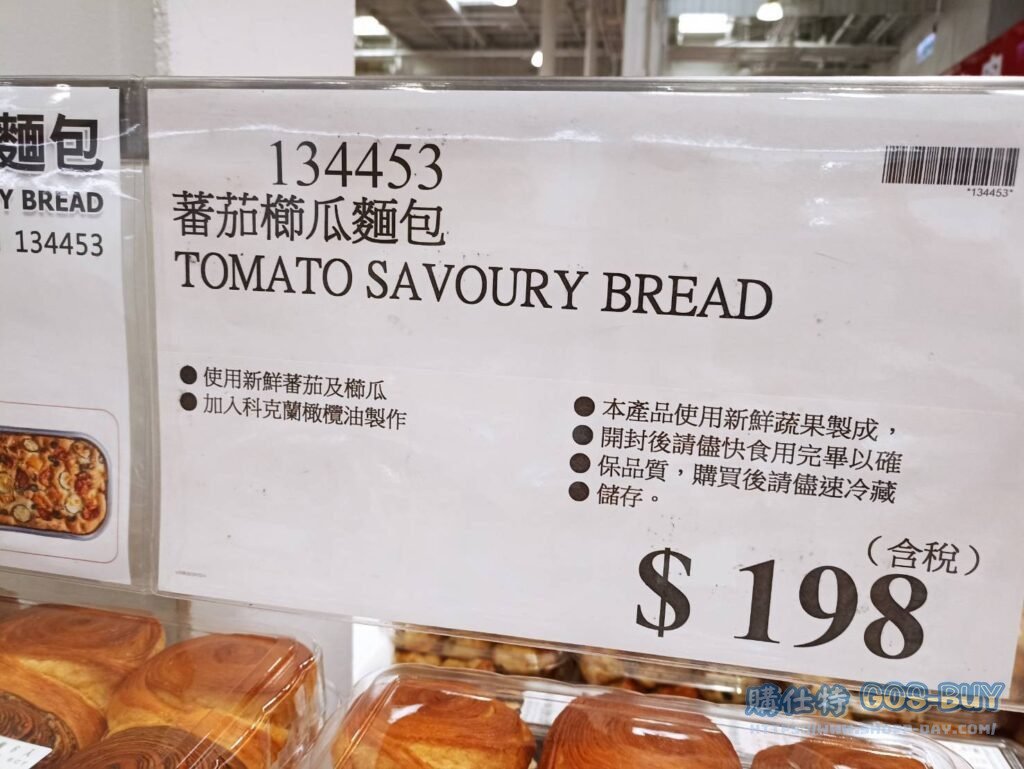 麵包
Y BREAD
134453
134453
蕃茄櫛瓜麵包
TOMATO SAVOURY BREAD
*134453*
● 使用新鮮蕃茄及櫛瓜
● 加入科克蘭橄欖油製作
● 本產品使用新鮮蔬果製成，
● 開封後請儘快食用完畢以確
● 保品質，購買後請儘速冷藏
● 儲存。
（含稅）
$ 198
購仕特 GOS-BUY